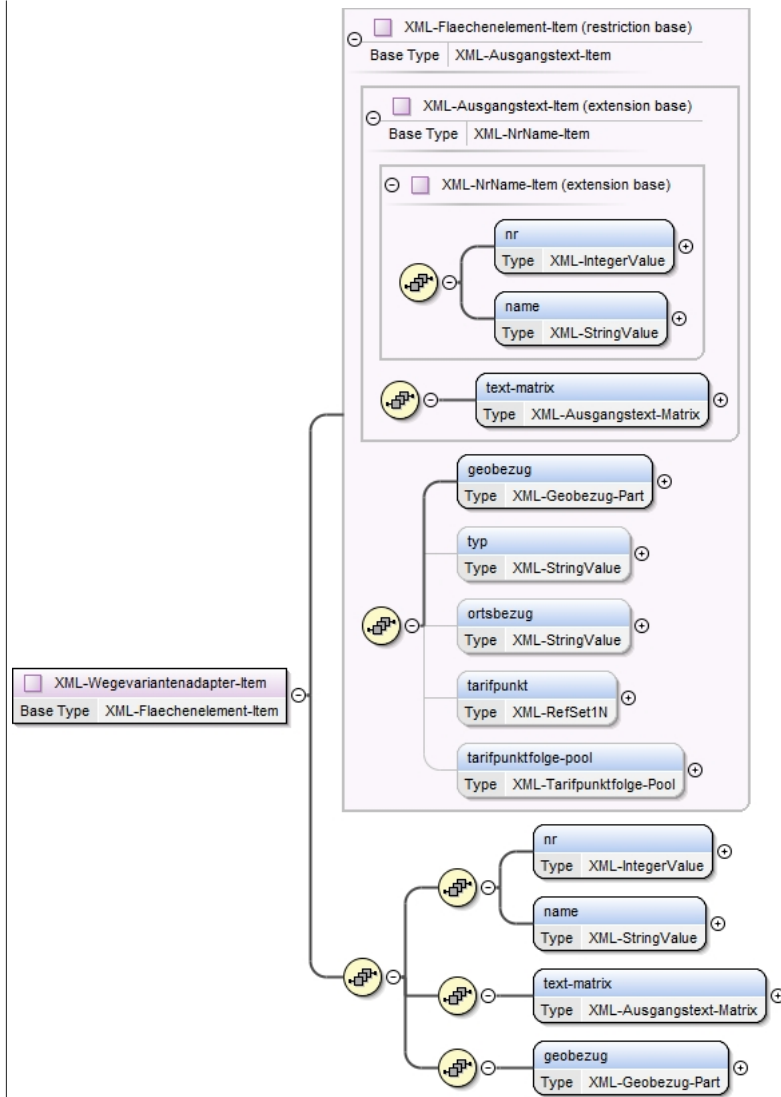 XML-Flaechenelement-Item (restriction base)
Base Type XML-Ausgangstext-Item
XML-Ausgangstext-Item (extension base)
Base Type XML-NrName-Item
XML-NrName-Item (extension base)
nr
Type XML-IntegerValue
name
Type XML-StringValue
text-matrix
Type XML-Ausgangstext-Matrix
geobezug
Type XML-Geobezug-Part
typ
Type XML-StringValue
ortsbezug
Type XML-StringValue
tarifpunkt
Type XML-RefSet1N
tarifpunktfolge-pool
Type XML-Tarifpunktfolge-Pool
XML-Wegevariantenadapter-Item
Base Type XML-Flaechenelement-Item
nr
Type XML-IntegerValue
name
Type XML-StringValue
text-matrix
Type XML-Ausgangstext-Matrix
geobezug
Type XML-Geobezug-Part